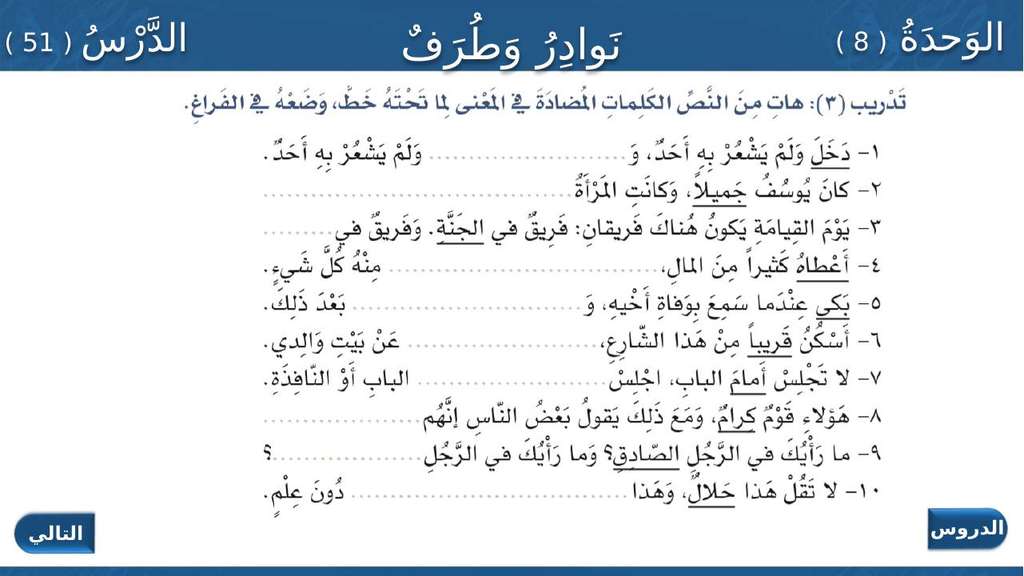 الوَحدَةُ ( 8 )
نَوادِرُ وَطُرَفٌ
الدَّرْسُ ( 51 )
تَدْريب (٣): هاتِ مِنَ النَّصِّ الكَلِماتِ المُضادَةَ في المَعْنى لِما تَحْتَهُ خَطٌّ، وَضَعْهُ في الفَراغِ.
١- دَخَلَ وَلَمْ يَشْعُرْ بِهِ أَحَدٌ، وَ ......................... وَلَمْ يَشْعُرْ بِهِ أَحَدٌ.
٢- كانَ يُوسُفُ جَميلاً، وَكانَتِ المَرْأَةُ .......................................
٣- يَوْمَ القِيامَةِ يَكونُ هُناكَ فَريقانِ: فَرِيقٌ في الجَنَّةِ. وَفَريقٌ في .........
٤- أَعْطاهُ كَثيراً مِنَ المالِ، .................................. مِنْهُ كُلَّ شَيءٍ.
٥- بَكى عِنْدَما سَمِعَ بِوَفاةِ أَخْيهِ، وَ ............................. بَعْدَ ذَلِكَ.
٦- أَسْكُنُ قَريباً مِنْ هَذا الشّارِعِ، ........................ عَنْ بَيْتِ وَالِدي.
٧- لا تَجْلِسْ أَمامَ البابِ، اجْلِسْ ........................ البابِ أَوْ النّافِذَةِ.
٨- هَؤلاءِ قَوْمٌ كِرامٌ، وَمَعَ ذَلِكَ يَقولُ بَعْضُ النّاسِ إنَّهُم ....................
٩- ما رَأْيُكَ في الرَّجُلِ الصّادِقِ؟ وَما رَأْيُكَ في الرَّجُلِ ...................؟
١٠- لا تَقُلْ هَذا حَلالٌ، وَهَذا ................................... دُونَ عِلْمٍ.
الدروس
التالي